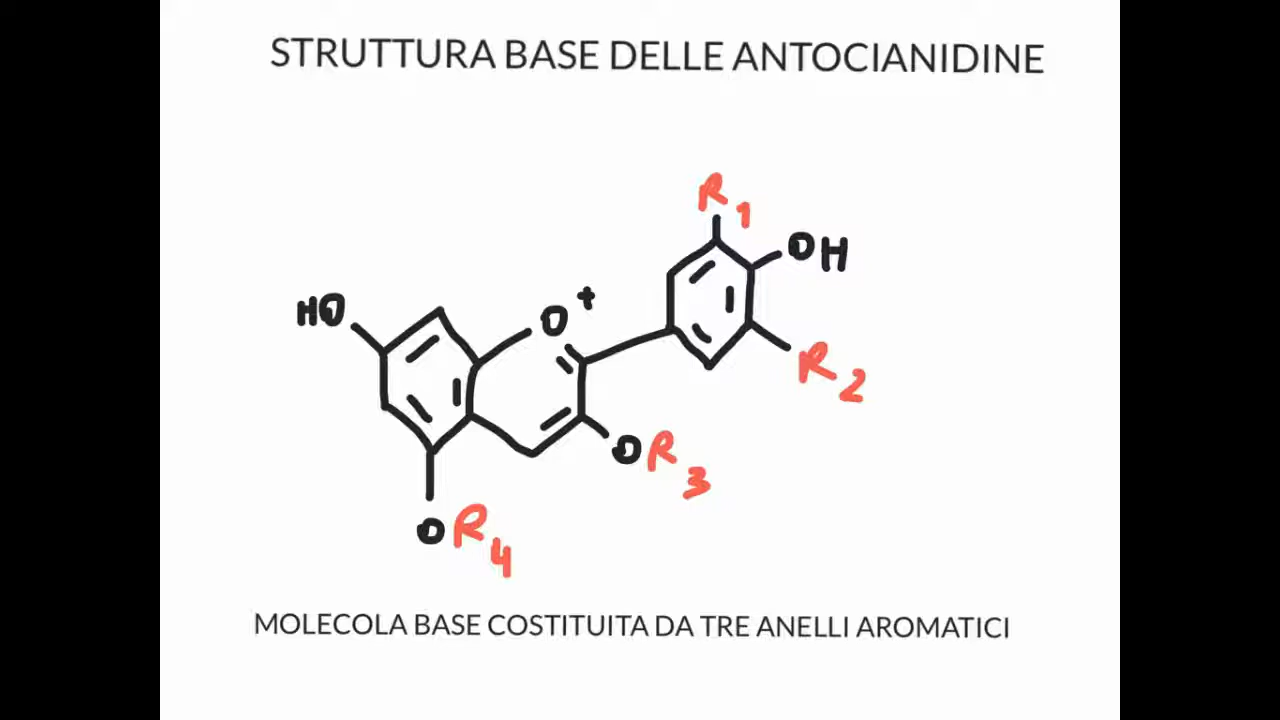 STRUTTURA BASE DELLE ANTOCIANIDINE
R1
OH
HO
O+
R2
OR3
OR4
MOLECOLA BASE COSTITUITA DA TRE ANELLI AROMATICI